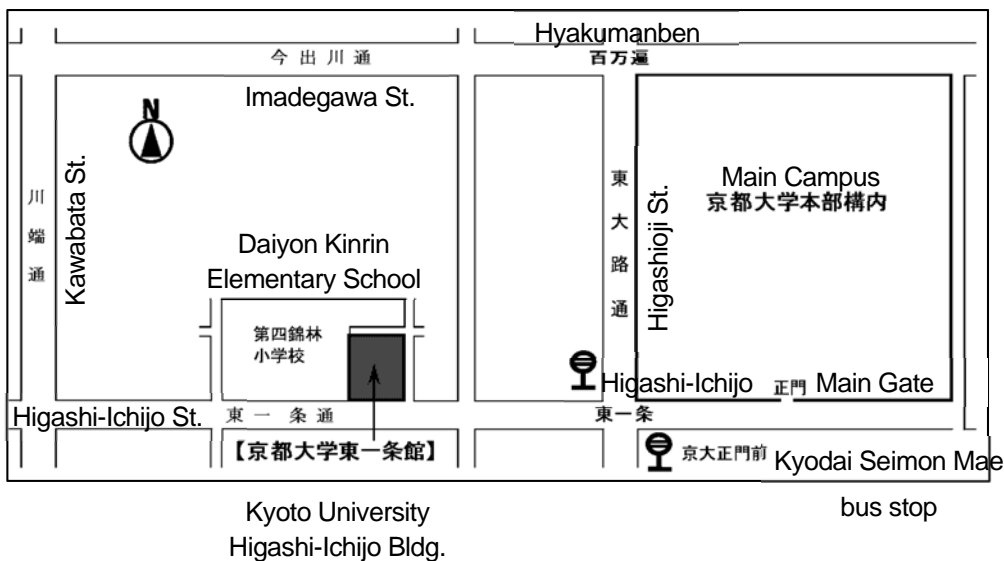 Hyakumanben
百万遍
今出川通
Imadegawa St.
N
川端通
Kawabata St.
東大路通
Higashioji St.
Main Campus
京都大学本部構内
Daiyon Kinrin
Elementary School
第四錦林
小学校
Higashi-Ichijo
正門 Main Gate
Higashi-Ichijo St.
東一条通
東一条
【京都大学東一条館】
京大正門前 Kyodai Seimon Mae
bus stop
Kyoto University
Higashi-Ichijo Bldg.